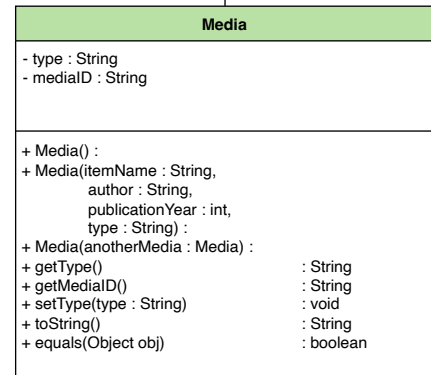 Media
- type : String
- mediaID : String
+ Media() :
+ Media(itemName : String,
author : String,
publicationYear : int,
type : String) :
+ Media(anotherMedia : Media) :
+ getType() : String
+ getMediaID() : String
+ setType(type : String) : void
+ toString() : String
+ equals(Object obj) : boolean